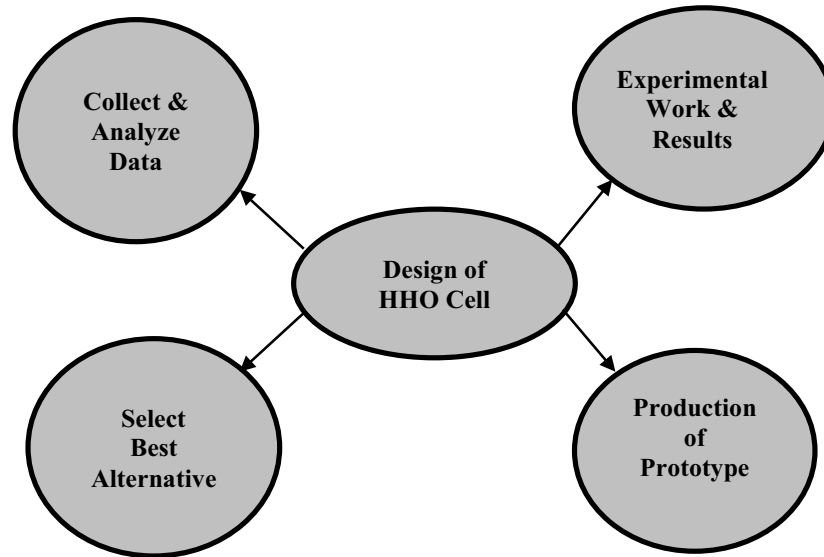 Collect &
Analyze
Data
Experimental
Work &
Results
Design of
HHO Cell
Select
Best
Alternative
Production
of
Prototype